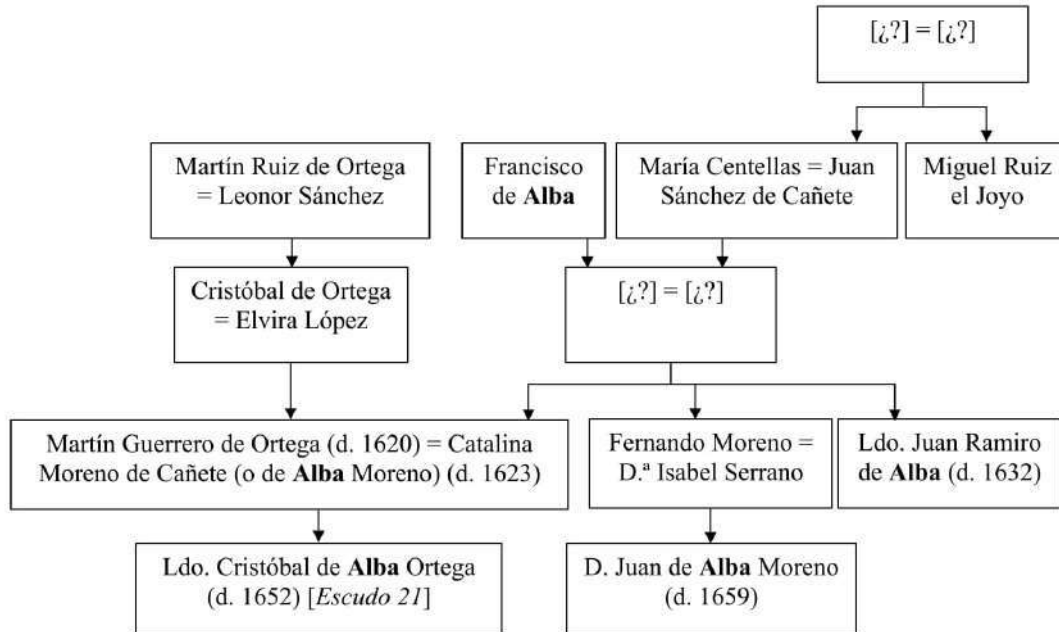 [¿?] = [¿?]
Martín Ruiz de Ortega
= Leonor Sánchez
Francisco
de Alba
María Centellas = Juan
Sánchez de Cañete
Miguel Ruiz
el Joyo
Cristóbal de Ortega
= Elvira López
[¿?] = [¿?]
Martín Guerrero de Ortega (d. 1620) = Catalina
Moreno de Cañete (o de Alba Moreno) (d. 1623)
Fernando Moreno =
D.ª Isabel Serrano
Ldo. Juan Ramiro
de Alba (d. 1632)
Ldo. Cristóbal de Alba Ortega
(d. 1652) [Escudo 21]
D. Juan de Alba Moreno
(d. 1659)